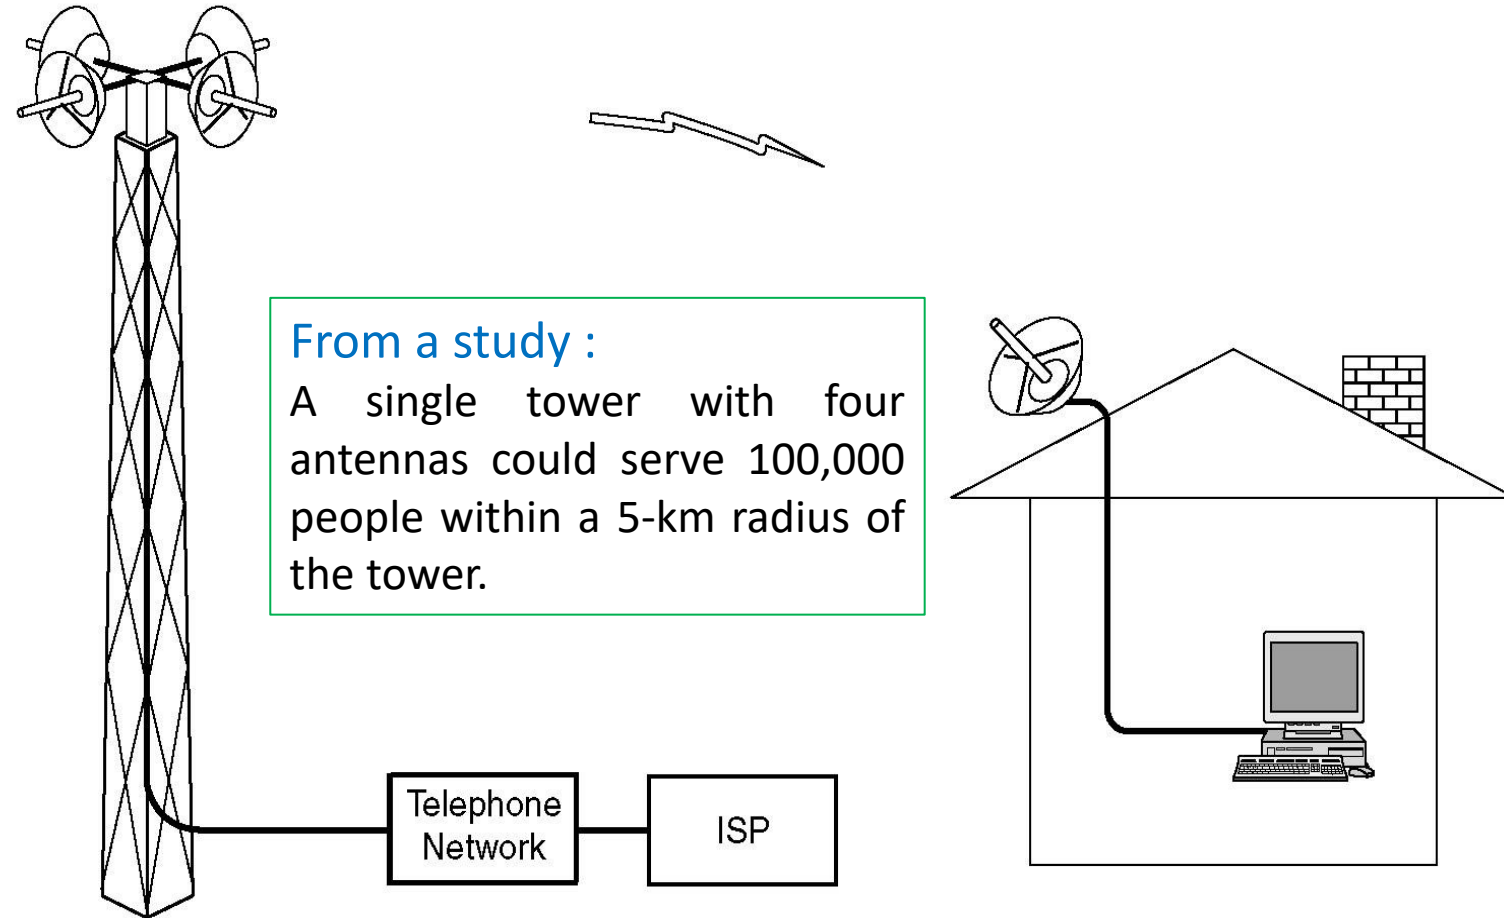 From a study :
A single tower with four
antennas could serve 100,000
people within a 5-km radius of
the tower.
Telephone
Network
ISP